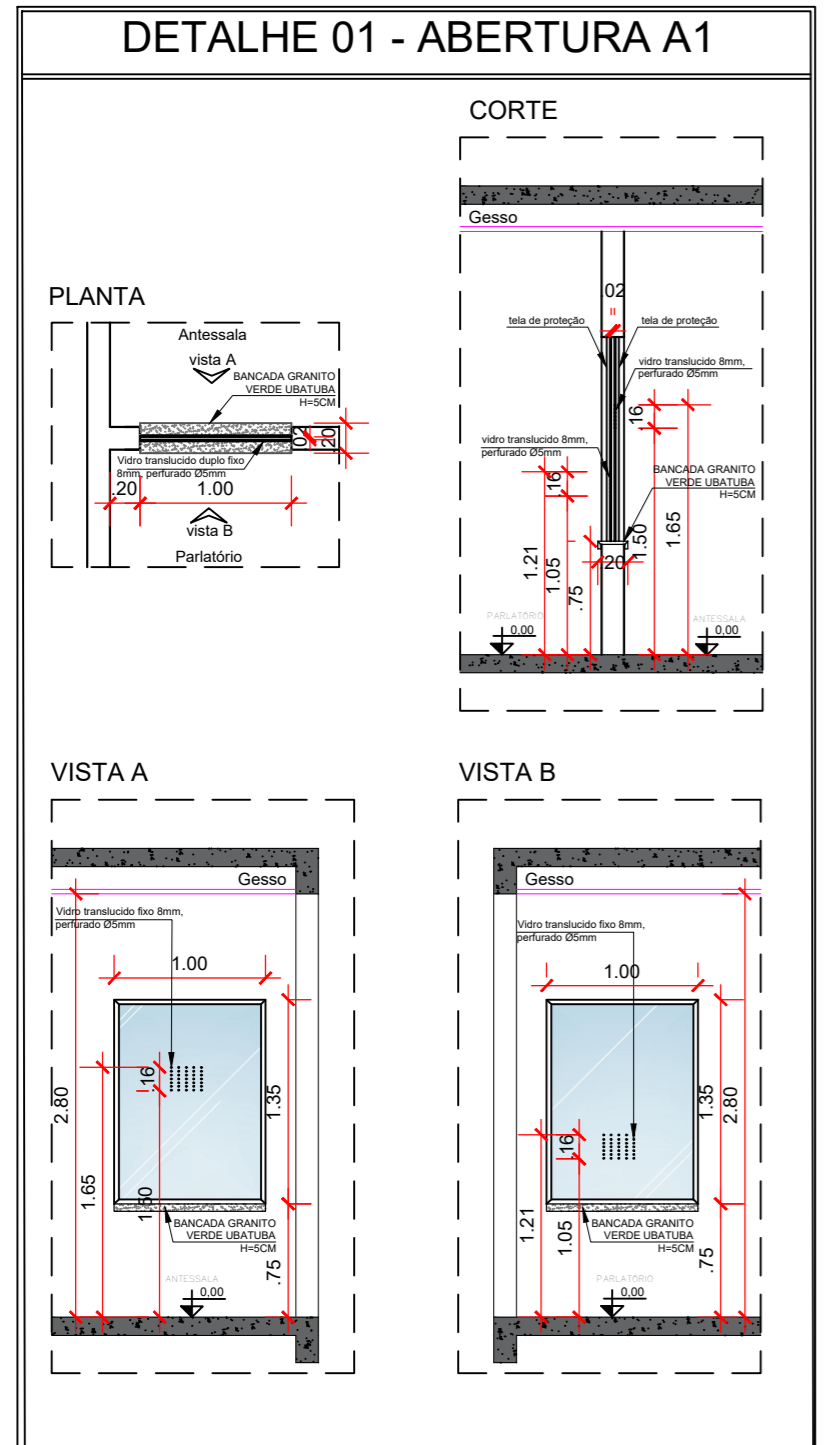 DETALHE 01 - ABERTURA A1
CORTE
Gesso
.02
tela de proteção
tela de proteção
vidro translucido 8mm,
perfurado Ø5mm
.16
vidro translucido 8mm,
perfurado Ø5mm
.16
BANCADA GRANITO
VERDE UBATUBA
H=5CM
1.21
1.05
.75
.20
1.50
1.65
PARLATÓRIO
0,00
ANTESSALA
0,00
PLANTA
Antessala
vista A
BANCADA GRANITO
VERDE UBATUBA
H=5CM
.02
.20
Vidro translucido duplo fixo
8mm, perfurado Ø5mm
.20
1.00
vista B
Parlatório
VISTA A
Gesso
Vidro translucido fixo 8mm,
perfurado Ø5mm
1.00
.16
2.80
1.35
1.65
1.50
BANCADA GRANITO
VERDE UBATUBA
H=5CM
.75
ANTESSALA
0,00
VISTA B
Gesso
Vidro translucido fixo 8mm,
perfurado Ø5mm
1.00
.16
1.35
2.80
1.21
1.05
BANCADA GRANITO
VERDE UBATUBA
H=5CM
.75
PARLATÓRIO
0,00